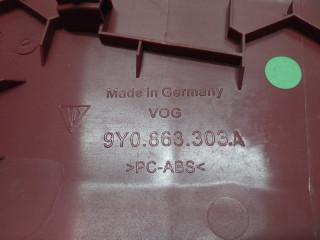 Made in Germany
VOG
9Y0.863.303.A
>PC-ABS<